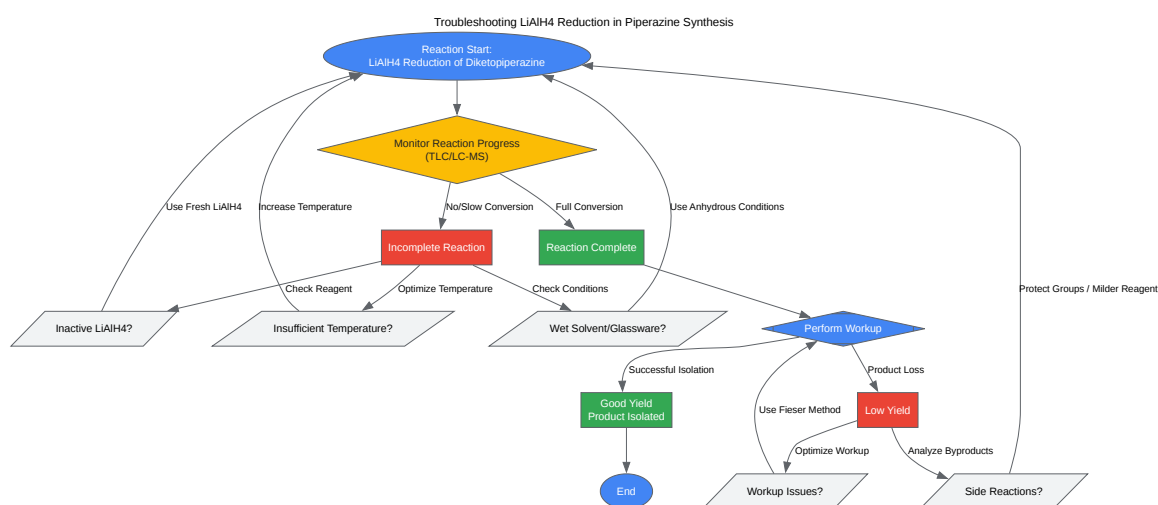 Troubleshooting LiAlH4 Reduction in Piperazine Synthesis
Reaction Start:
LiAlH4 Reduction of Diketopiperazine
Monitor Reaction Progress
(TLC/LC-MS)
Use Fresh LiAlH4
Increase Temperature
No/Slow Conversion
Full Conversion
Use Anhydrous Conditions
Incomplete Reaction
Reaction Complete
Check Reagent
Optimize Temperature
Check Conditions
Protect Groups / Milder Reagent
Inactive LiAlH4?
Insufficient Temperature?
Wet Solvent/Glassware?
Perform Workup
Successful Isolation
Product Loss
Good Yield
Product Isolated
Use Fieser Method
Low Yield
Optimize Workup
Analyze Byproducts
End
Workup Issues?
Side Reactions?